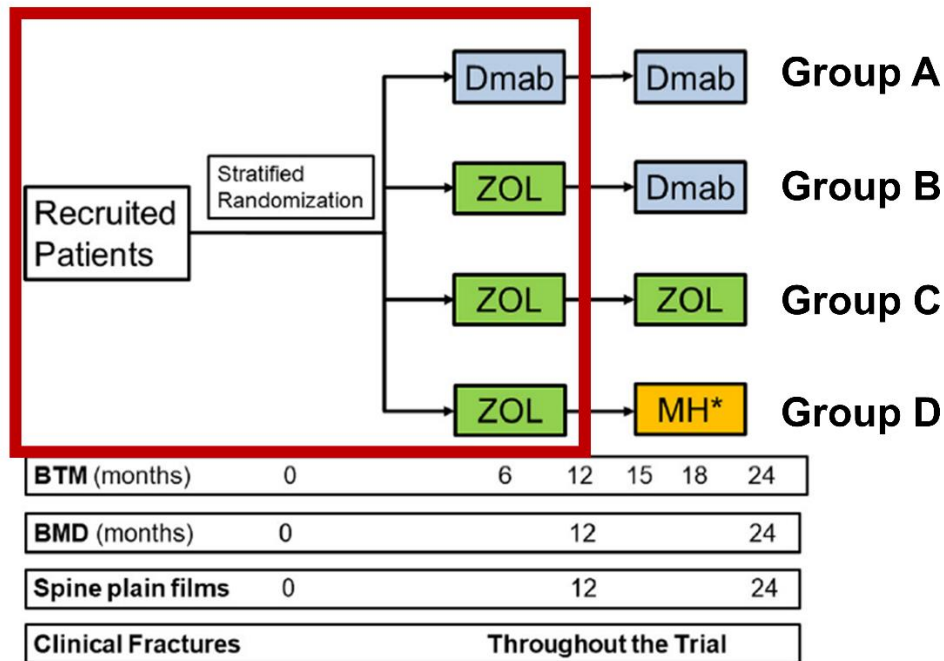 Dmab Dmab Group A
Stratified
Randomization
ZOL Dmab Group B
Recruited
Patients
ZOL ZOL Group C
ZOL MH* Group D
BTM (months) 0 6 12 15 18 24
BMD (months) 0 12 24
Spine plain films 0 12 24
Clinical Fractures Throughout the Trial